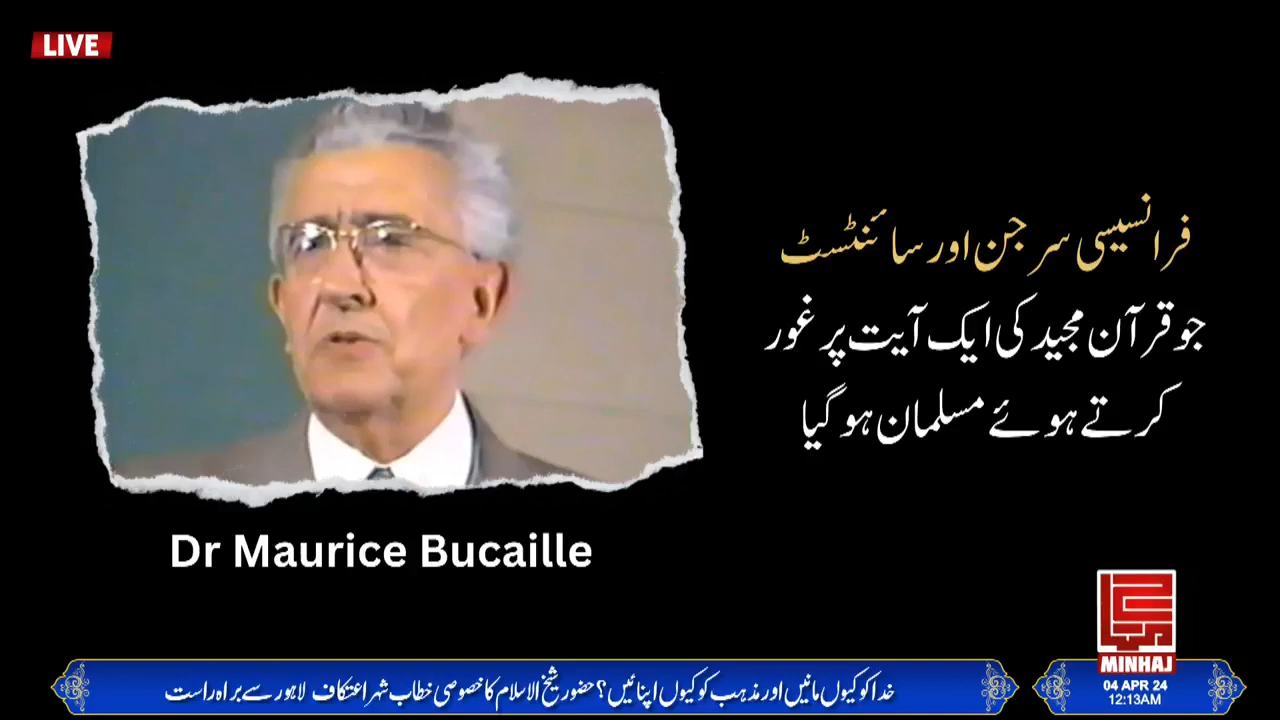 LIVE
فرانسیسی سرجن اور سائنٹسٹ
جو قرآن مجید کی ایک آیت پر غور
کرتے ہوئے مسلمان ہو گیا
Dr Maurice Bucaille
MINHAJ
خدا کو کیوں مانیں اور مذہب کو کیوں اپنائیں؟ حضور شیخ الاسلام کا خصوصی خطاب شہر اعتکاف لاہور سے براہ راست
04 APR 24
12:13AM